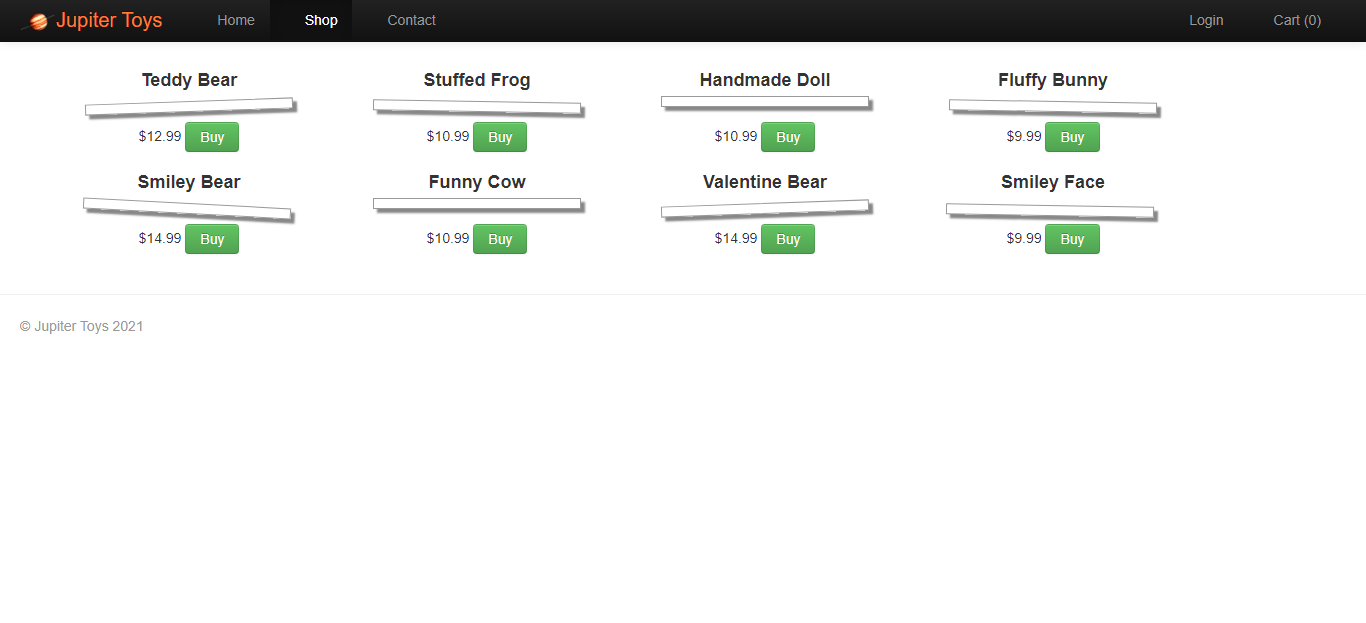 Jupiter Toys Home Shop Contact Login Cart (0)
Teddy Bear Stuffed Frog Handmade Doll Fluffy Bunny
$12.99 Buy $10.99 Buy $10.99 Buy $9.99 Buy
Smiley Bear Funny Cow Valentine Bear Smiley Face
$14.99 Buy $10.99 Buy $14.99 Buy $9.99 Buy
© Jupiter Toys 2021